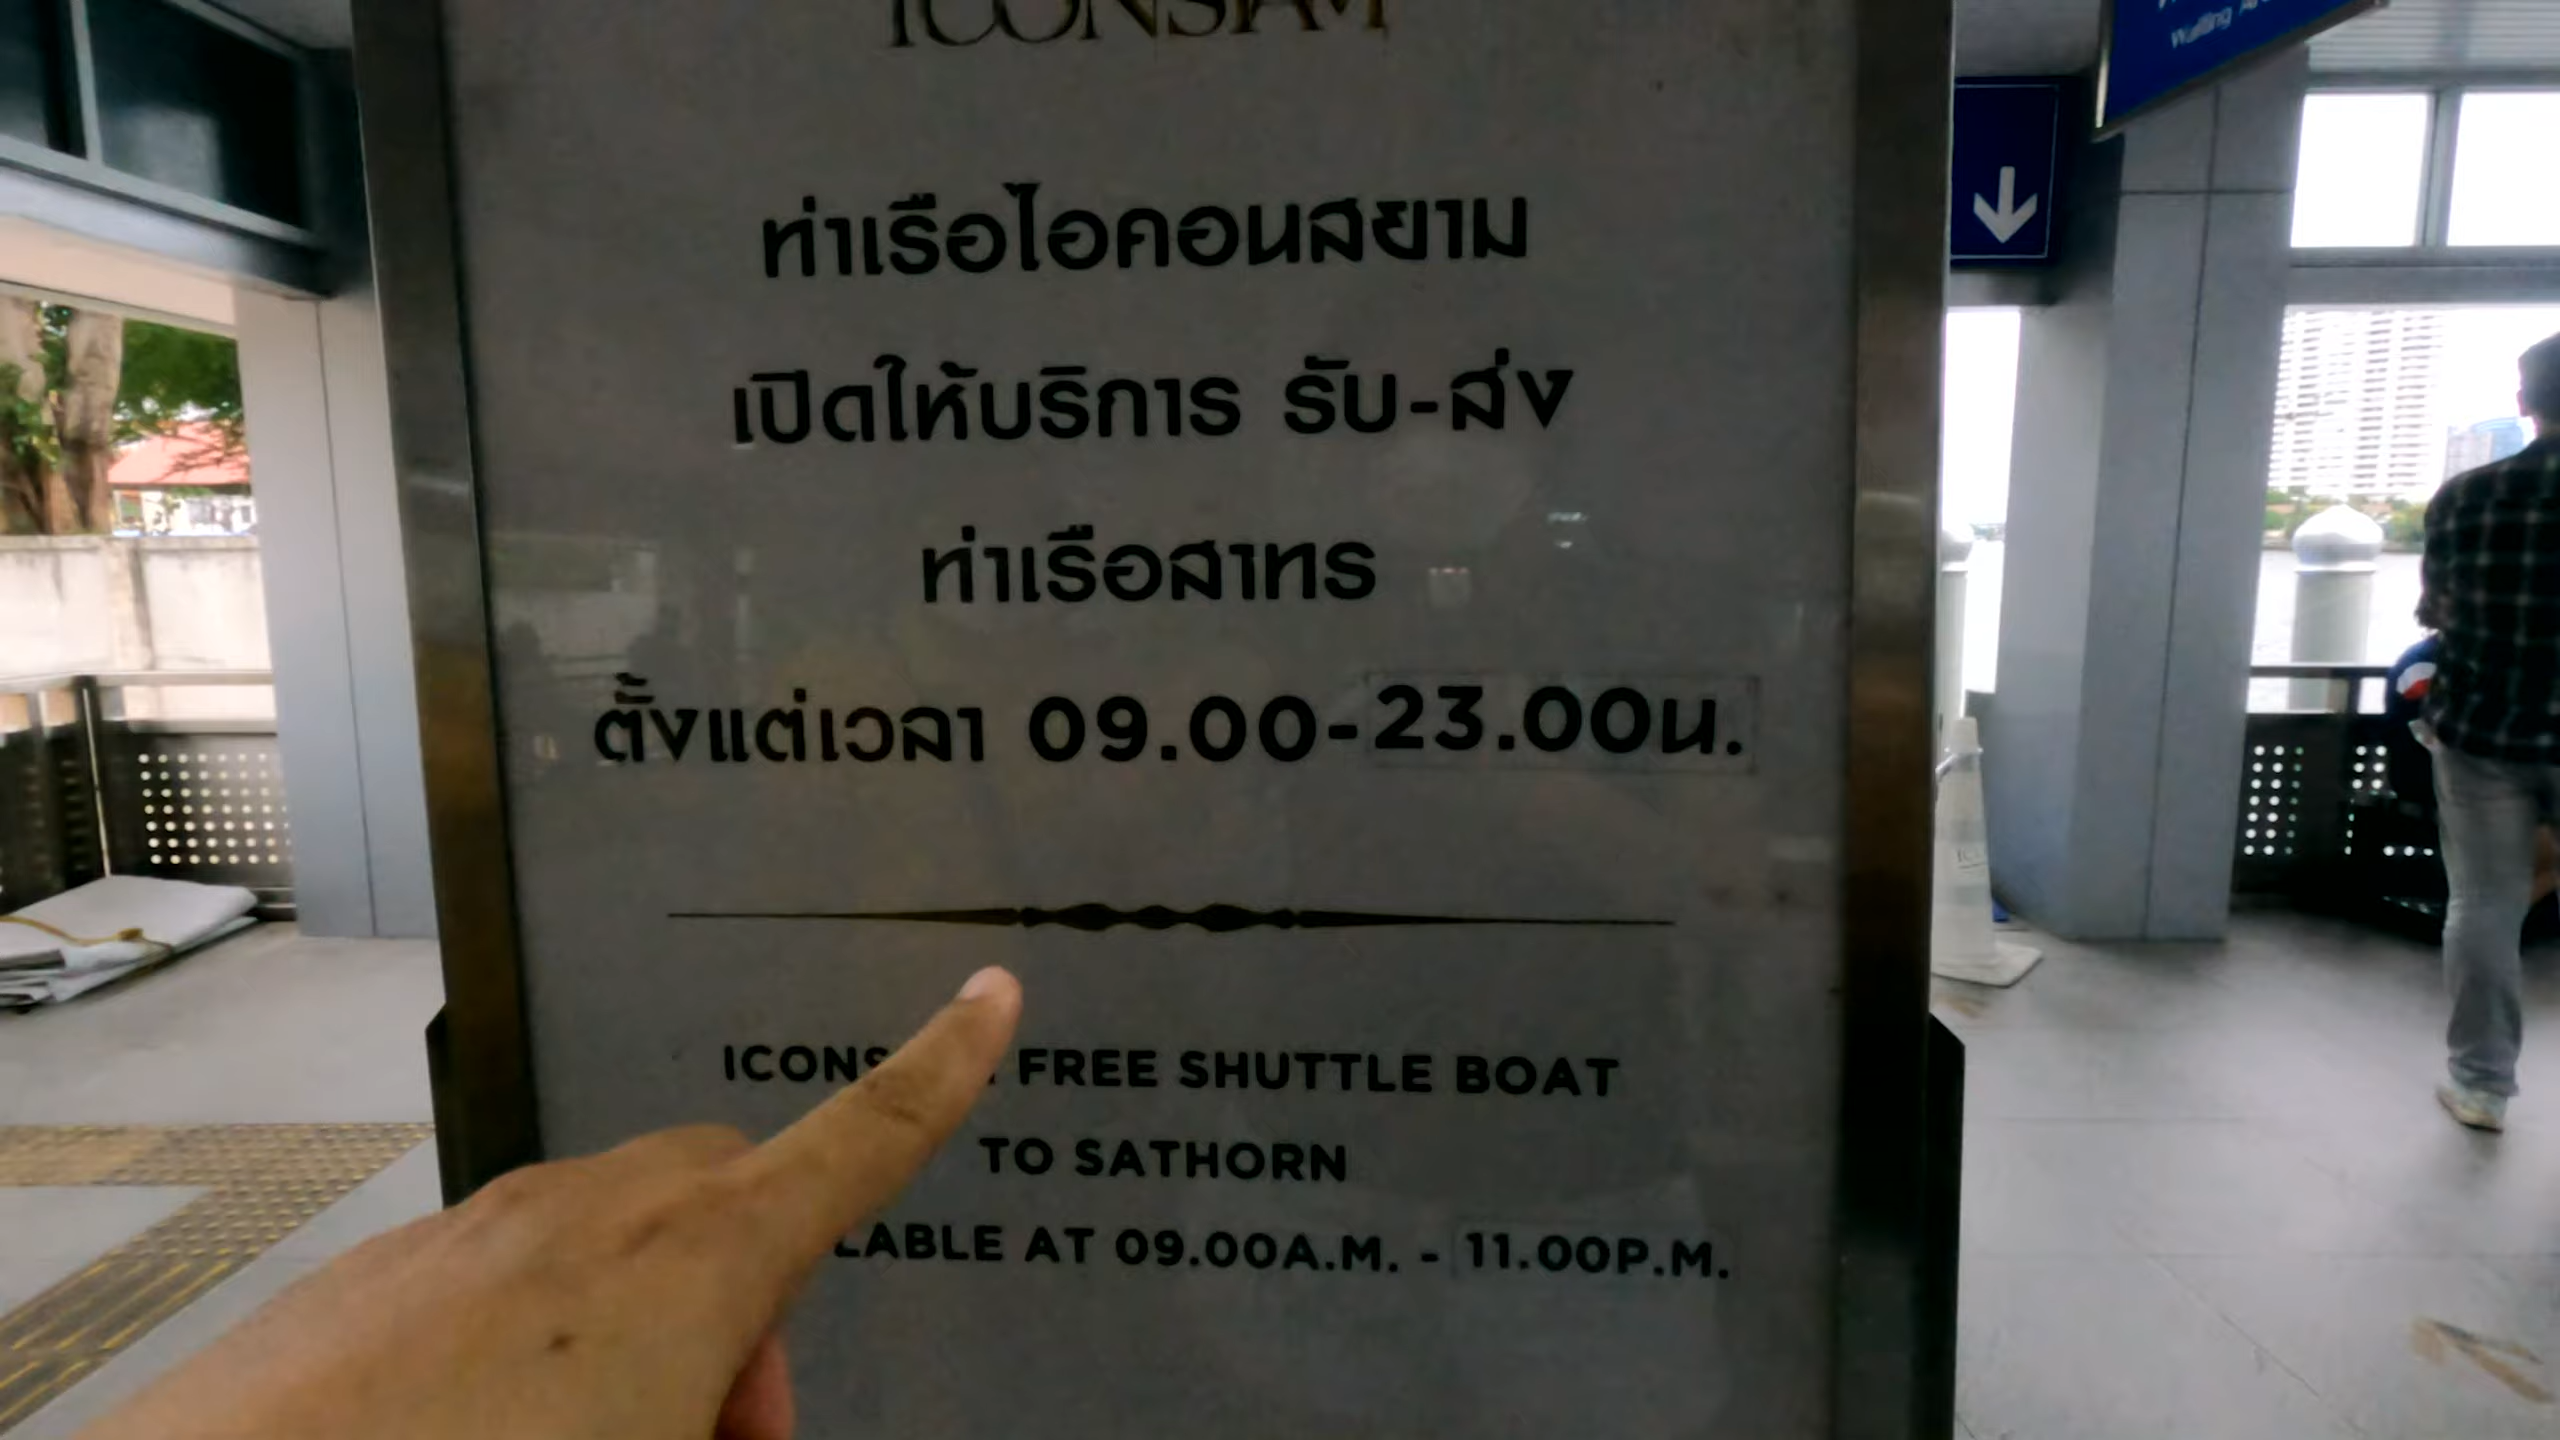 ICONSIAM
ท่าเรือไอคอนสยาม
เปิดให้บริการ รับ-ส่ง
ท่าเรือสาทร
ตั้งแต่เวลา 09.00-23.00น.
ICONS FREE SHUTTLE BOAT
TO SATHORN
LABLE AT 09.00A.M. - 11.00P.M.
Waiting